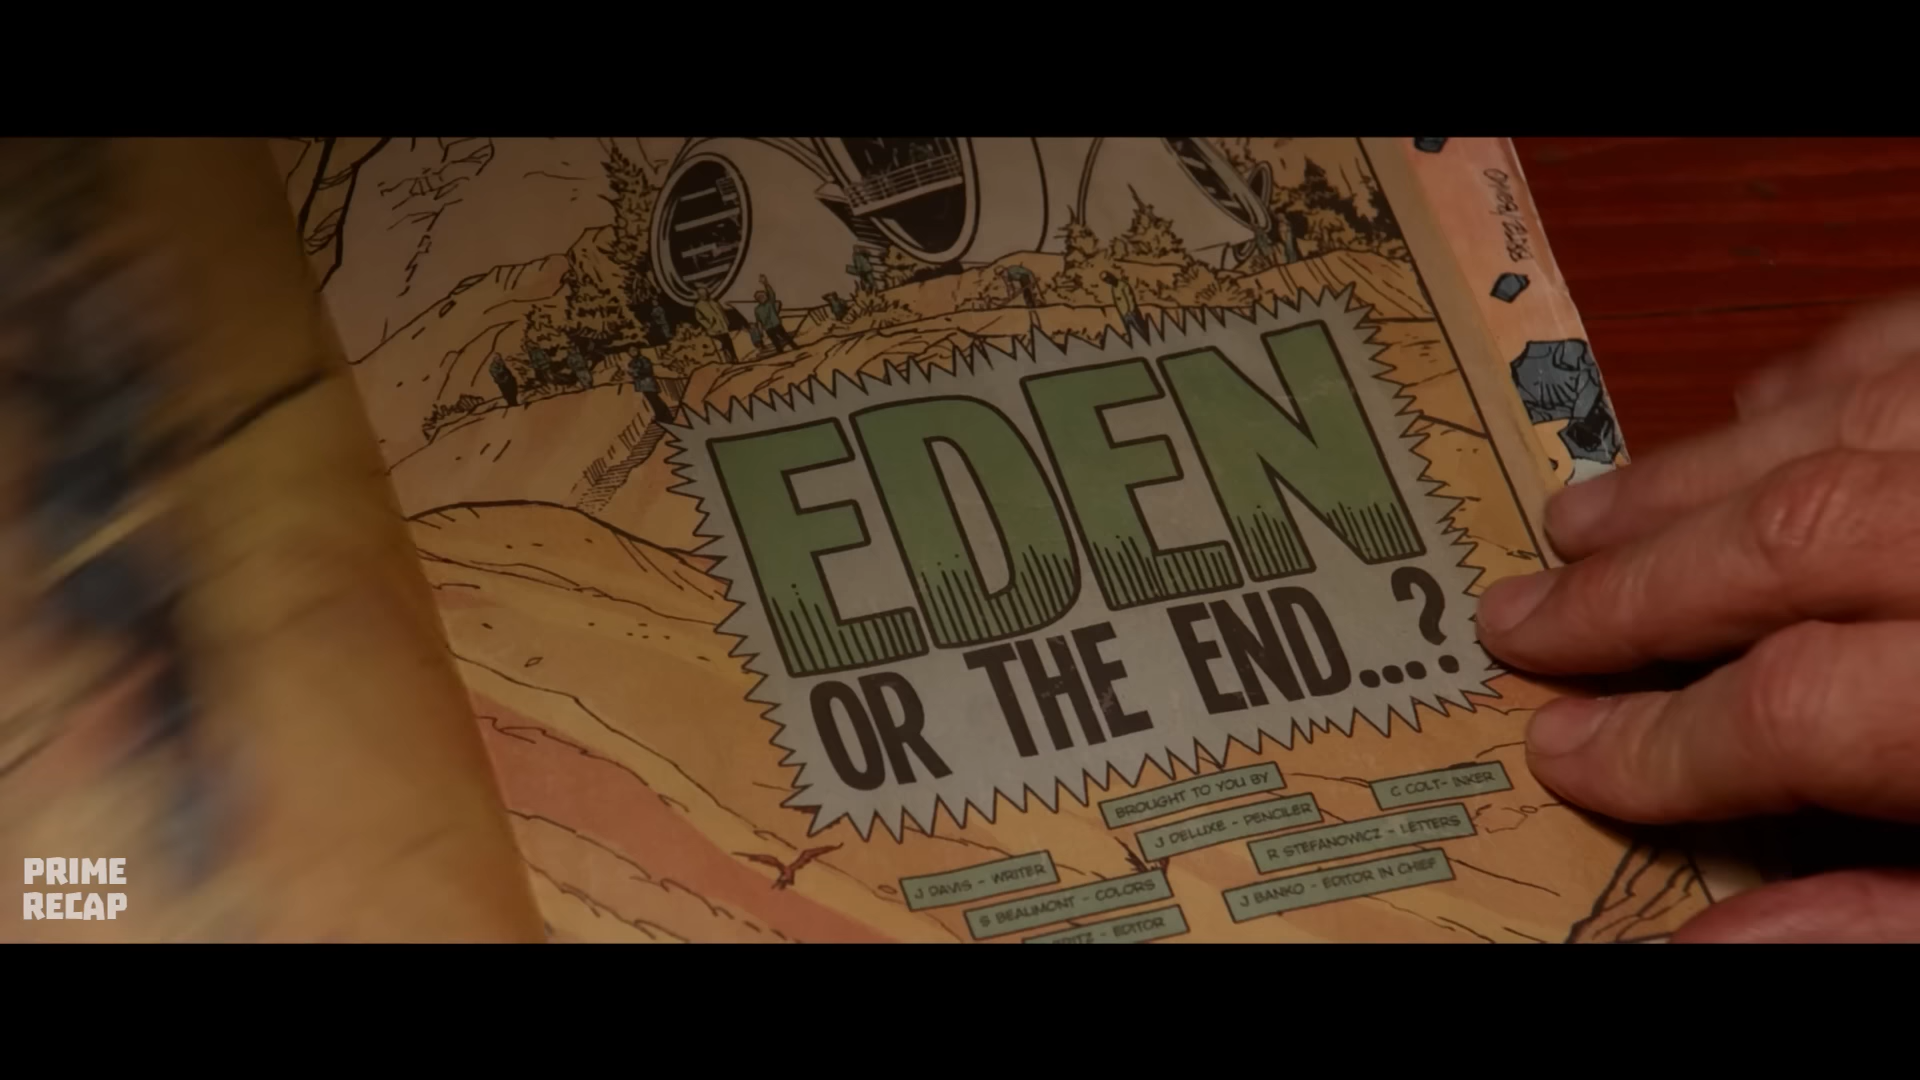 EDEN
OR THE END...?
BROUGHT TO YOU BY
C COLT - INKER
J DELUXE - PENCILER
R STEFANOWICZ - LETTERS
J DAVIS - WRITER
S BEAUMONT - COLORS
J BANKO - EDITOR IN CHIEF
- EDITOR
PRIME
RECAP